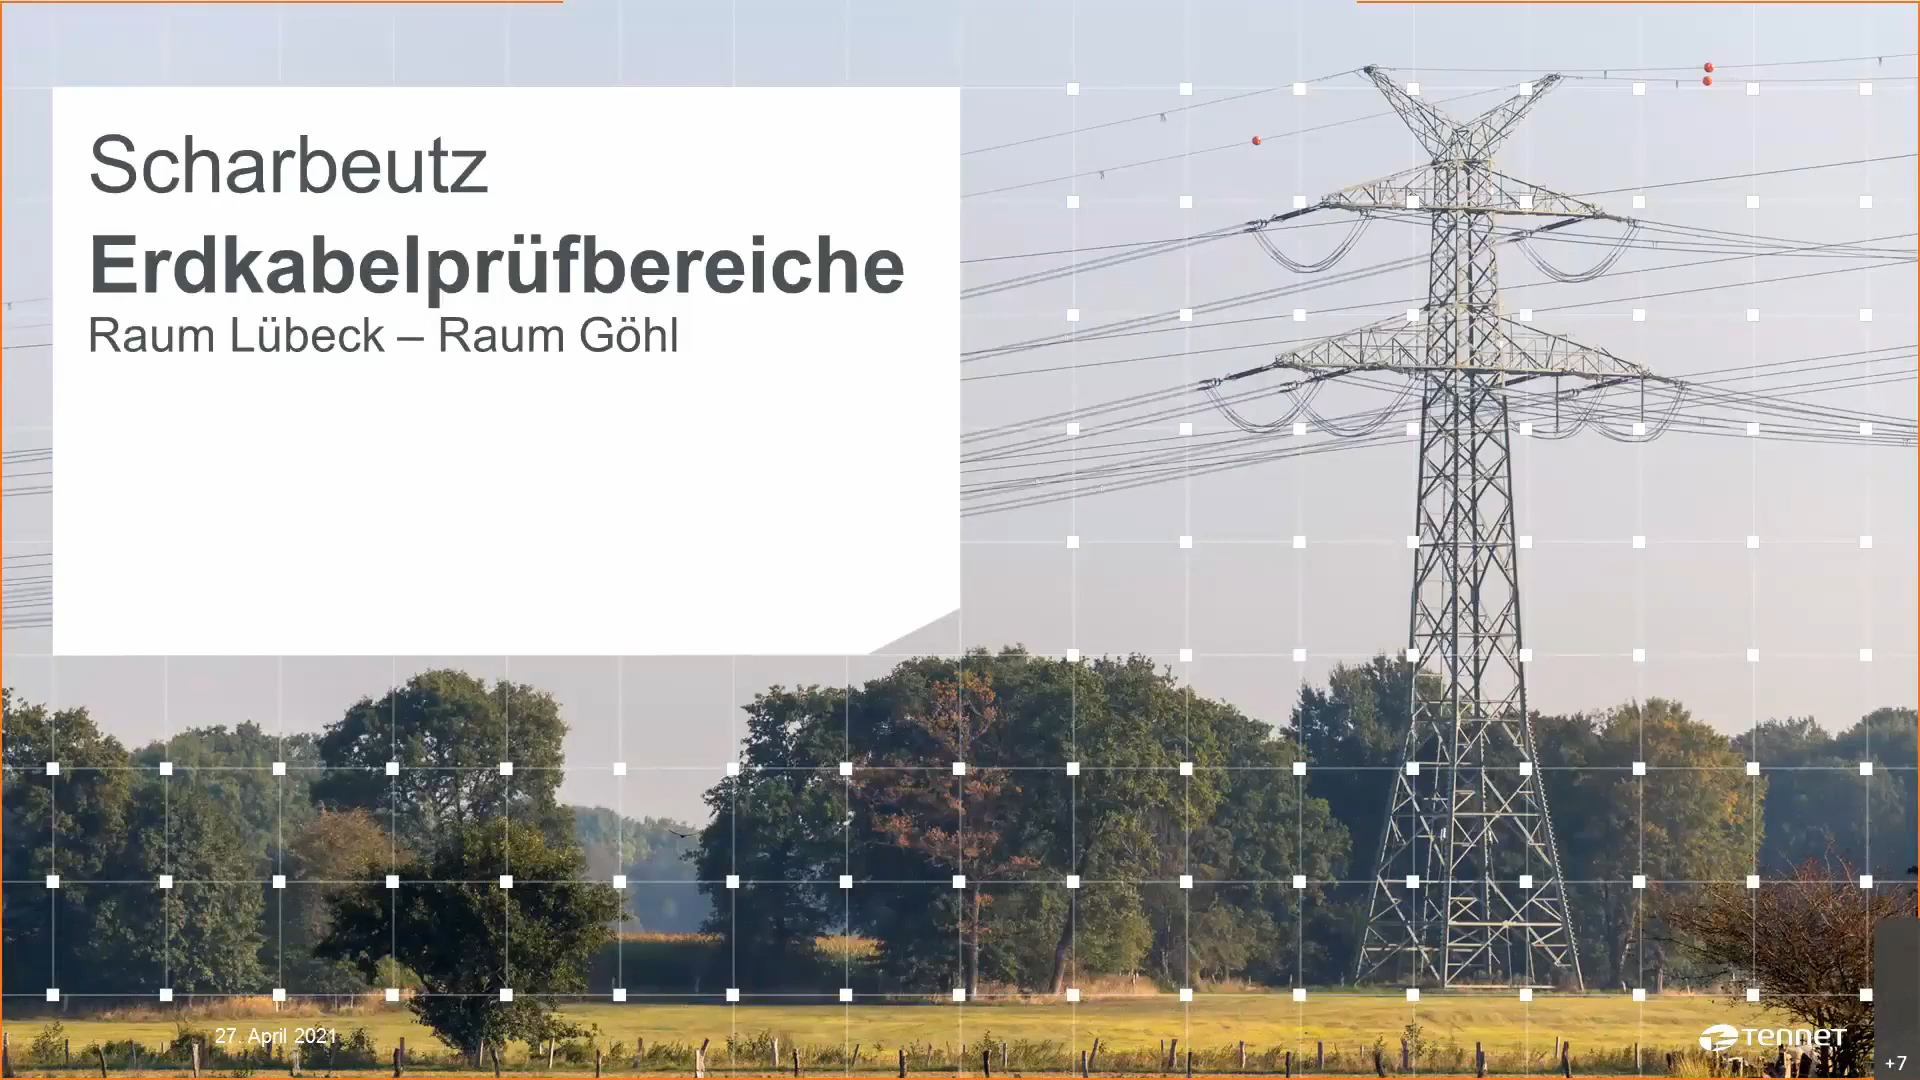 Scharbeutz
Erdkabelprüfbereiche
Raum Lübeck – Raum Göhl
27. April 2021
TenneT
+7